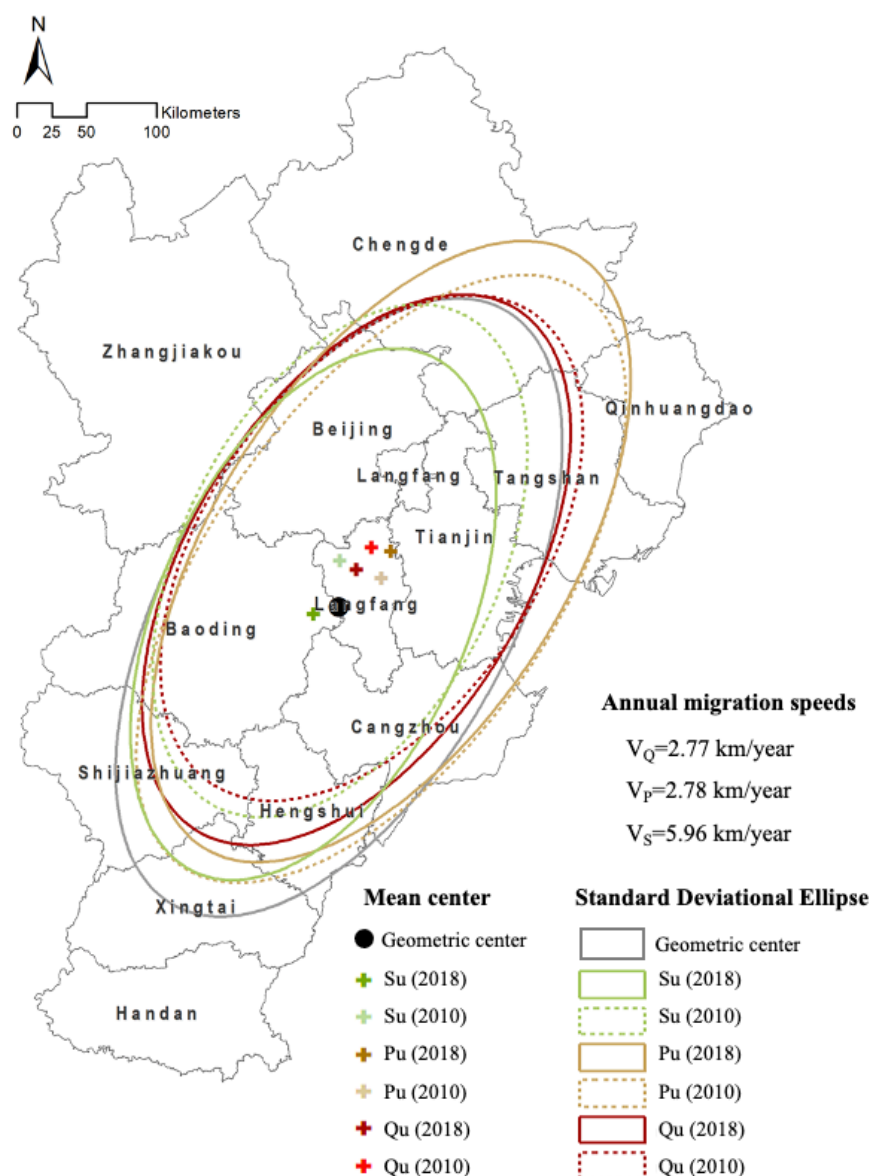 N
Kilometers
0 25 50 100
Chengde
Zhangjiakou
Qinhuangdao
Beijing
Langfang
Tangshan
Tianjin
Langfang
Baoding
Cangzhou
Shijiazhuang
Hengshui
Xingtai
Handan
Annual migration speeds
V_Q=2.77 km/year
V_P=2.78 km/year
V_S=5.96 km/year
Mean center
Geometric center
Su (2018)
Su (2010)
Pu (2018)
Pu (2010)
Qu (2018)
Qu (2010)
Standard Deviational Ellipse
Geometric center
Su (2018)
Su (2010)
Pu (2018)
Pu (2010)
Qu (2018)
Qu (2010)